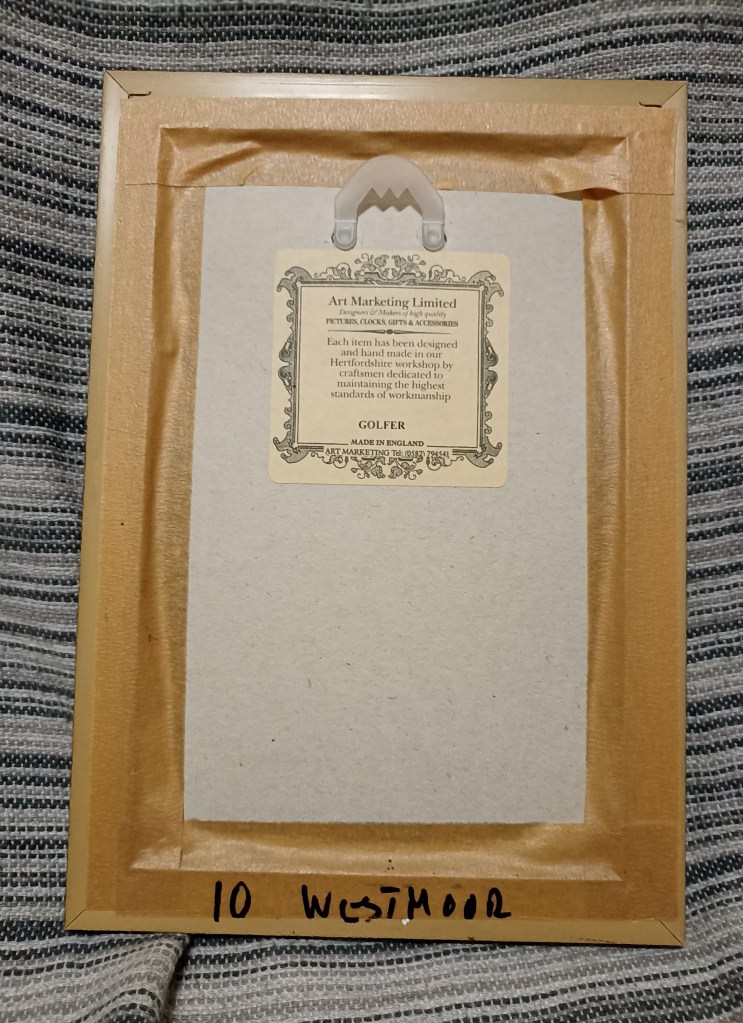 Art Marketing Limited
Designers & Makers of high quality
PICTURES, CLOCKS, GIFTS & ACCESSORIES
Each item has been designed
and hand made in our
Hertfordshire workshop by
craftsmen dedicated to
maintaining the highest
standards of workmanship
GOLFER
MADE IN ENGLAND
ART MARKETING Tel: (0582) 794541
10 WESTMOOR